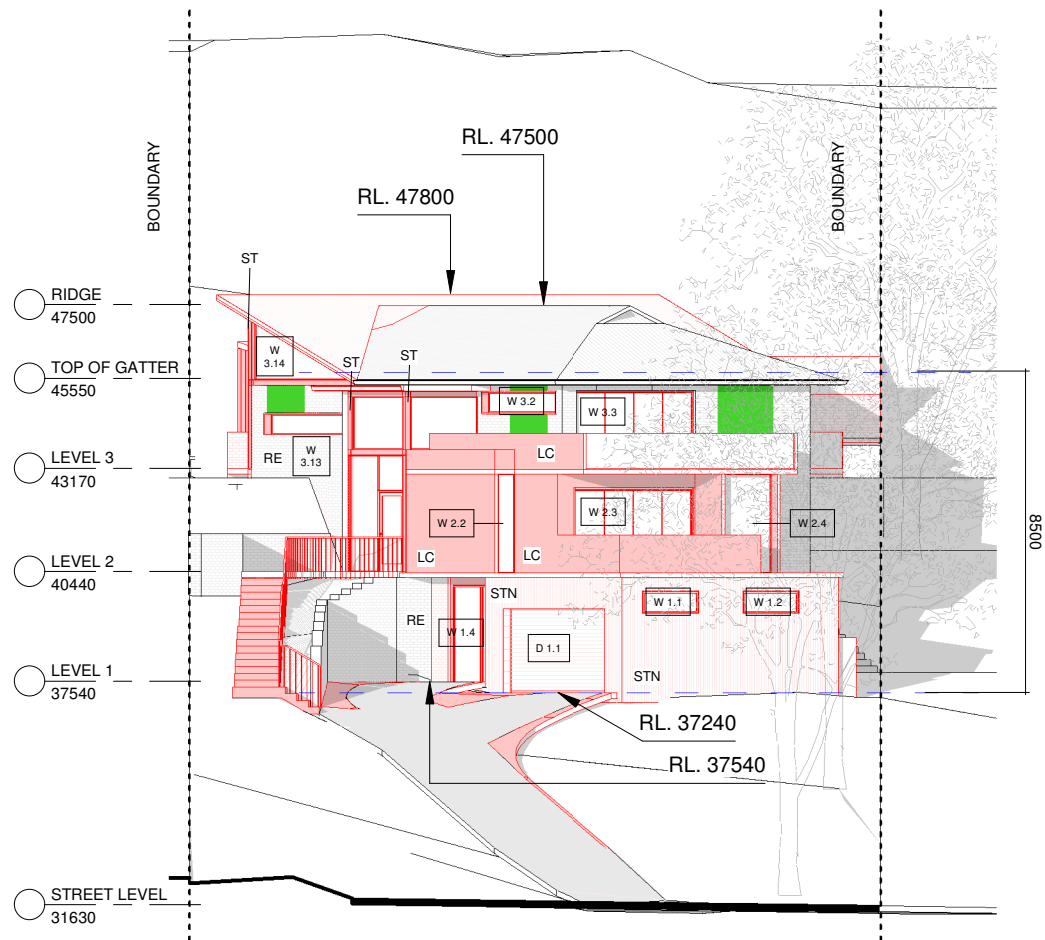 RL. 47500
BOUNDARY
BOUNDARY
RL. 47800
ST
RIDGE
47500
W
3.14
ST
ST
TOP OF GATTER
45550
W 3.2
W 3.3
LC
RE
W
3.13
LEVEL 3
43170
W 2.2
W 2.3
W 2.4
8500
LC
LC
LEVEL 2
40440
STN
W 1.1
W 1.2
RE
W 1.4
D 1.1
LEVEL 1
37540
STN
RL. 37240
RL. 37540
STREET LEVEL
31630